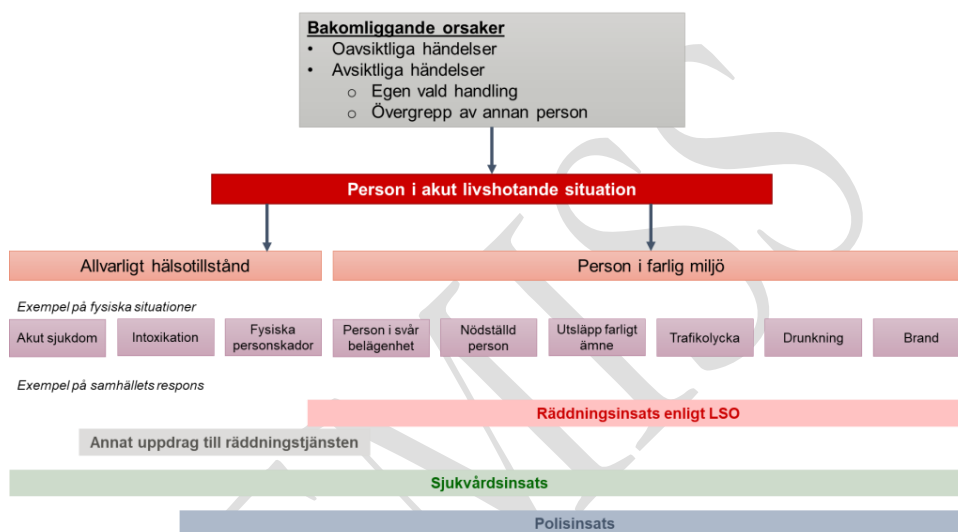 Bakomliggande orsaker
• Oavsiktliga händelser
• Avsiktliga händelser
o Egen vald handling
o Övergrepp av annan person
Person i akut livshotande situation
Allvarligt hälsotillstånd
Person i farlig miljö
Exempel på fysiska situationer
Akut sjukdom
Intoxikation
Fysiska
personskador
Person i svår
belägenhet
Nödställd
person
Utsläpp farligt
ämne
Trafikolycka
Drunkning
Brand
Exempel på samhällets respons
Räddningsinsats enligt LSO
Annat uppdrag till räddningstjänsten
Sjukvårdsinsats
Polisinsats